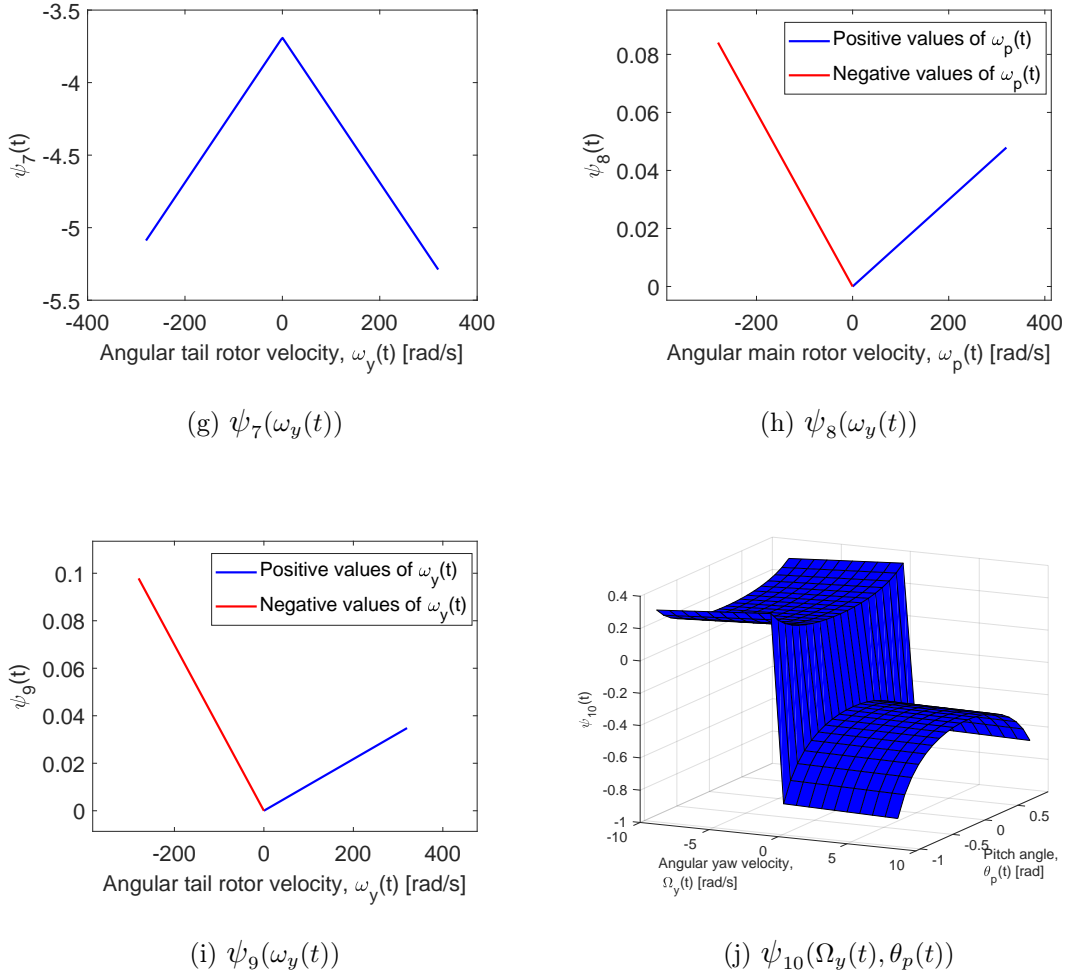 -3.5
-4
-4.5
-5
-5.5
ψ7(t)
-400 -200 0 200 400
Angular tail rotor velocity, ωy(t) [rad/s]
(g) ψ7(ωy(t))
0.08
0.06
0.04
0.02
0
ψ8(t)
Positive values of ωp(t)
Negative values of ωp(t)
-200 0 200 400
Angular main rotor velocity, ωp(t) [rad/s]
(h) ψ8(ωy(t))
0.1
0.08
0.06
0.04
0.02
0
ψ9(t)
Positive values of ωy(t)
Negative values of ωy(t)
-200 0 200 400
Angular tail rotor velocity, ωy(t) [rad/s]
(i) ψ9(ωy(t))
0.4
0.2
0
-0.2
-0.4
-0.6
-0.8
-1
ψ10(t)
-10 -5 0 5 10
Angular yaw velocity,
Ωy(t) [rad/s]
-1 -0.5 0 0.5
Pitch angle,
θp(t) [rad]
(j) ψ10(Ωy(t), θp(t))